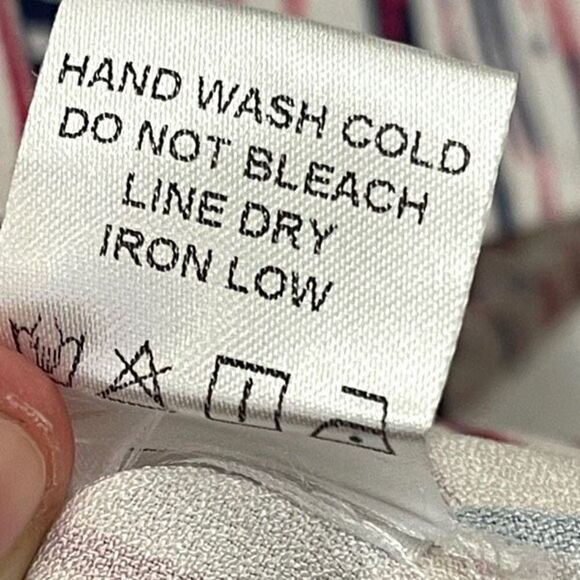 HAND WASH COLD
DO NOT BLEACH
LINE DRY
IRON LOW